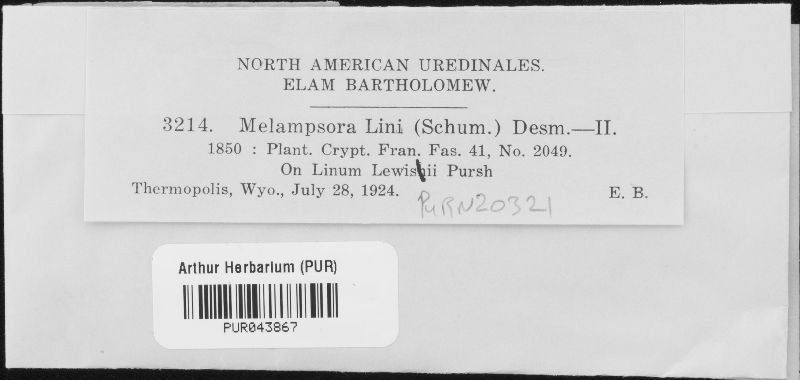 NORTH AMERICAN UREDINALES.
ELAM BARTHOLOMEW.
3214. Melampsora Lini (Schum.) Desm.—II.
1850 : Plant. Crypt. Fran. Fas. 41, No. 2049.
On Linum Lewisii Pursh
Thermopolis, Wyo., July 28, 1924. E. B.
PURN20321
Arthur Herbarium (PUR)
PUR043867